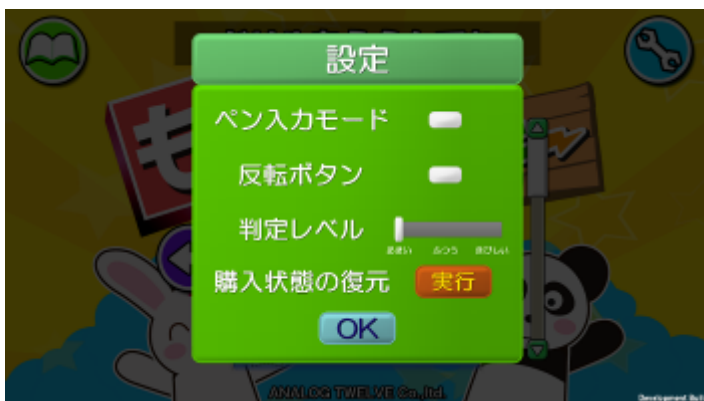 設定
も
ペン入力モード
反転ボタン
判定レベル
あまい ふつう きびしい
購入状態の復元 実行
OK
ANALOG TWELVE Co.,ltd.
Development Build